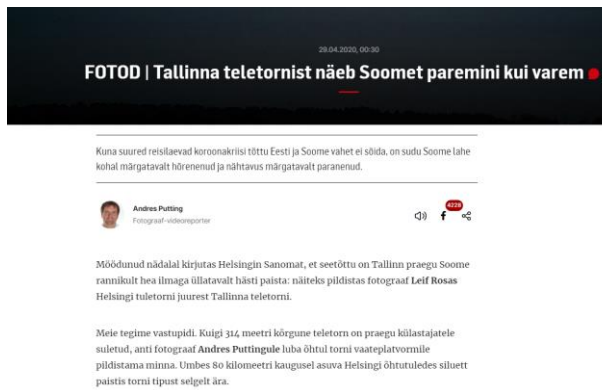 29.04.2020, 00:30
FOTOD | Tallinna teletornist näeb Soomet paremini kui varem
Kuna suured reisilaevad koroonakriisi tõttu Eesti ja Soome vahet ei sõida, on sudu Soome lahe
kohal märgatavalt hõrenenud ja nähtavus märgatavalt paranenud.
Andres Putting
Fotograaf-videoreporter
4228
Möödunud nädalal kirjutas Helsingin Sanomat, et seetõttu on Tallinn praegu Soome
rannikult hea ilmaga üllatavalt hästi paista: näiteks pildistas fotograaf Leif Rosas
Helsingi tuletorni juurest Tallinna teletorni.
Meie tegime vastupidi. Kuigi 314 meetri kõrgune teletorn on praegu külastajatele
suletud, anti fotograaf Andres Puttingule luba õhtul torni vaateplatvormile
pildistama minna. Umbes 80 kilomeetri kaugusel asuva Helsingi õhtutuledes siluett
paistis torni tipust selgelt ära.